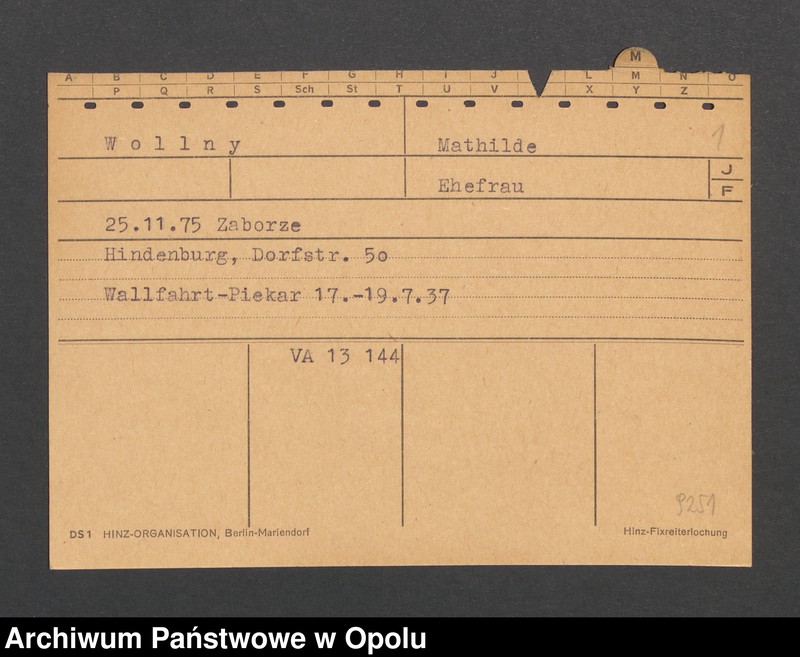 A B C D E F G H I J L M N O
P Q R S Sch St T U V X Y Z
M
Wollny Mathilde
1
Ehefrau
J
F
25.11.75 Zaborze
Hindenburg, Dorfstr. 50
Wallfahrt-Piekar 17.-19.7.37
VA 13 144
9251
DS1 HINZ-ORGANISATION, Berlin-Mariendorf
Hinz-Fixreiterlochung
Archiwum Państwowe w Opolu